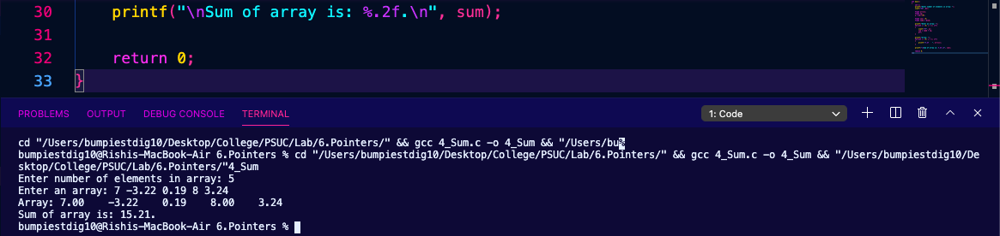 30 printf("\nSum of array is: %.2f.\n", sum);
31
32 return 0;
33 }
PROBLEMS OUTPUT DEBUG CONSOLE TERMINAL 1: Code
cd "/Users/bumpiestdig10/Desktop/College/PSUC/Lab/6.Pointers/" && gcc 4_Sum.c -o 4_Sum && "/Users/bu
bumpiestdig10@Rishis-MacBook-Air 6.Pointers % cd "/Users/bumpiestdig10/Desktop/College/PSUC/Lab/6.Pointers/" && gcc 4_Sum.c -o 4_Sum && "/Users/bumpiestdig10/De
sktop/College/PSUC/Lab/6.Pointers/"4_Sum
Enter number of elements in array: 5
Enter an array: 7 -3.22 0.19 8 3.24
Array: 7.00 -3.22 0.19 8.00 3.24
Sum of array is: 15.21.
bumpiestdig10@Rishis-MacBook-Air 6.Pointers %